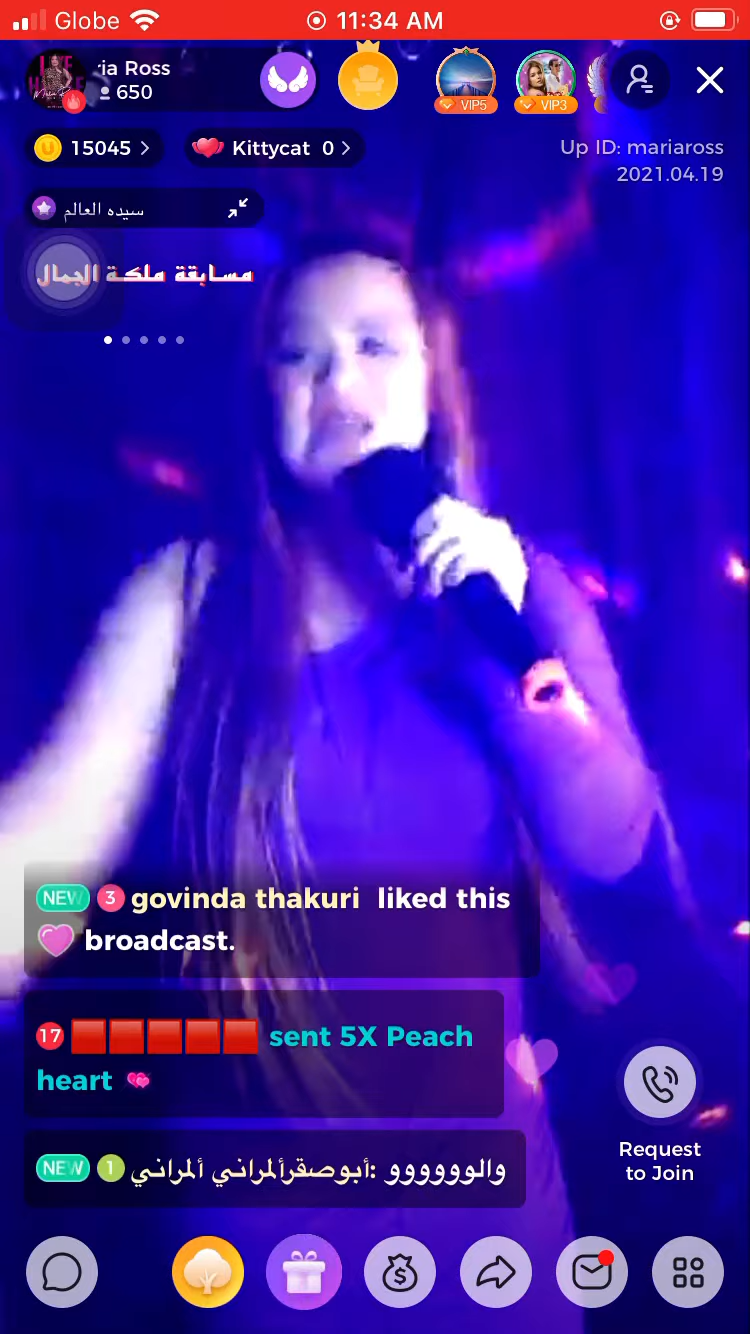 Globe 11:34 AM
ria Ross
650
VIP5 VIP3
15045 Kittycat 0 Up ID: mariaross
2021.04.19
سيده العالم
مسابقة ملكة الجمال
NEW 3 govinda thakuri liked this
broadcast.
17 sent 5X Peach
heart
NEW 1 أبوصقرألمراني ألمراني: والوووووو
Request
to Join